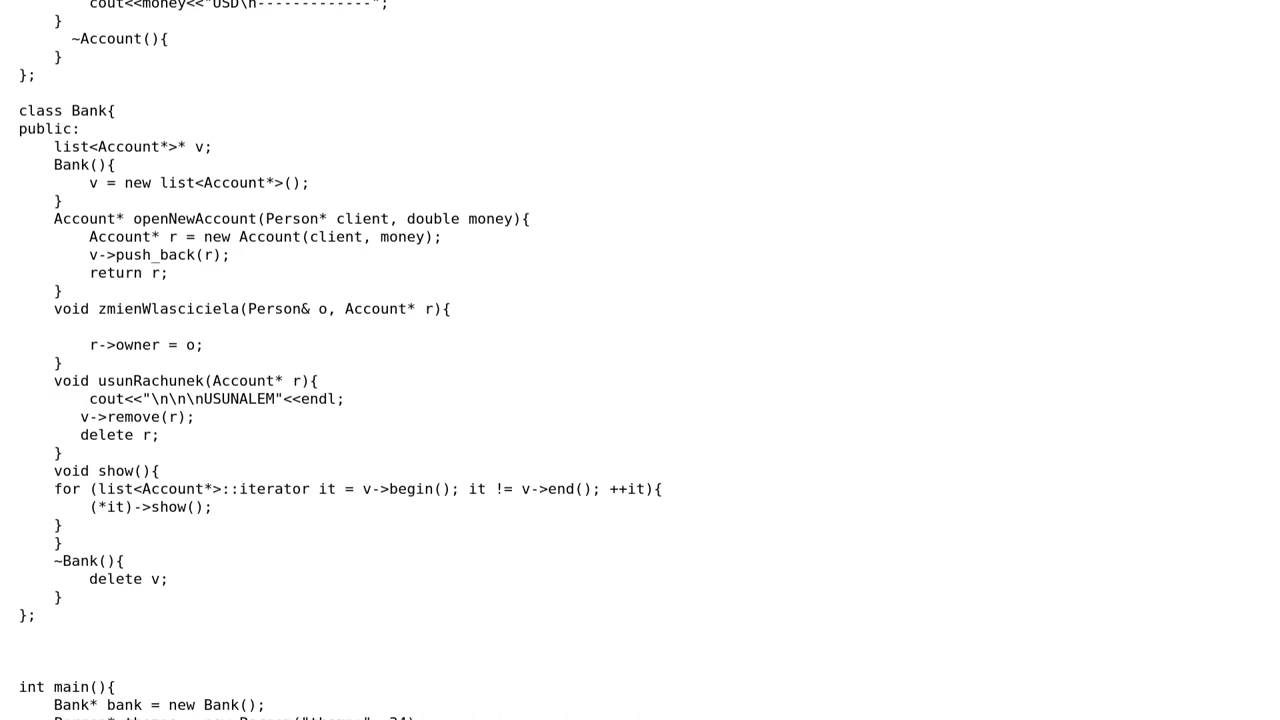 cout<<money<<"USD\n-------------";
    }
      ~Account(){
    }
};

class Bank{
public:
    list<Account*>* v;
    Bank(){
        v = new list<Account*>();
    }
    Account* openNewAccount(Person* client, double money){
        Account* r = new Account(client, money);
        v->push_back(r);
        return r;
    }
    void zmienWlasciciela(Person& o, Account* r){

        r->owner = o;
    }
    void usunRachunek(Account* r){
        cout<<"\n\n\nUSUNALEM"<<endl;
       v->remove(r);
       delete r;
    }
    void show(){
    for (list<Account*>::iterator it = v->begin(); it != v->end(); ++it){
        (*it)->show();
    }
    }
    ~Bank(){
        delete v;
    }
};

int main(){
    Bank* bank = new Bank();